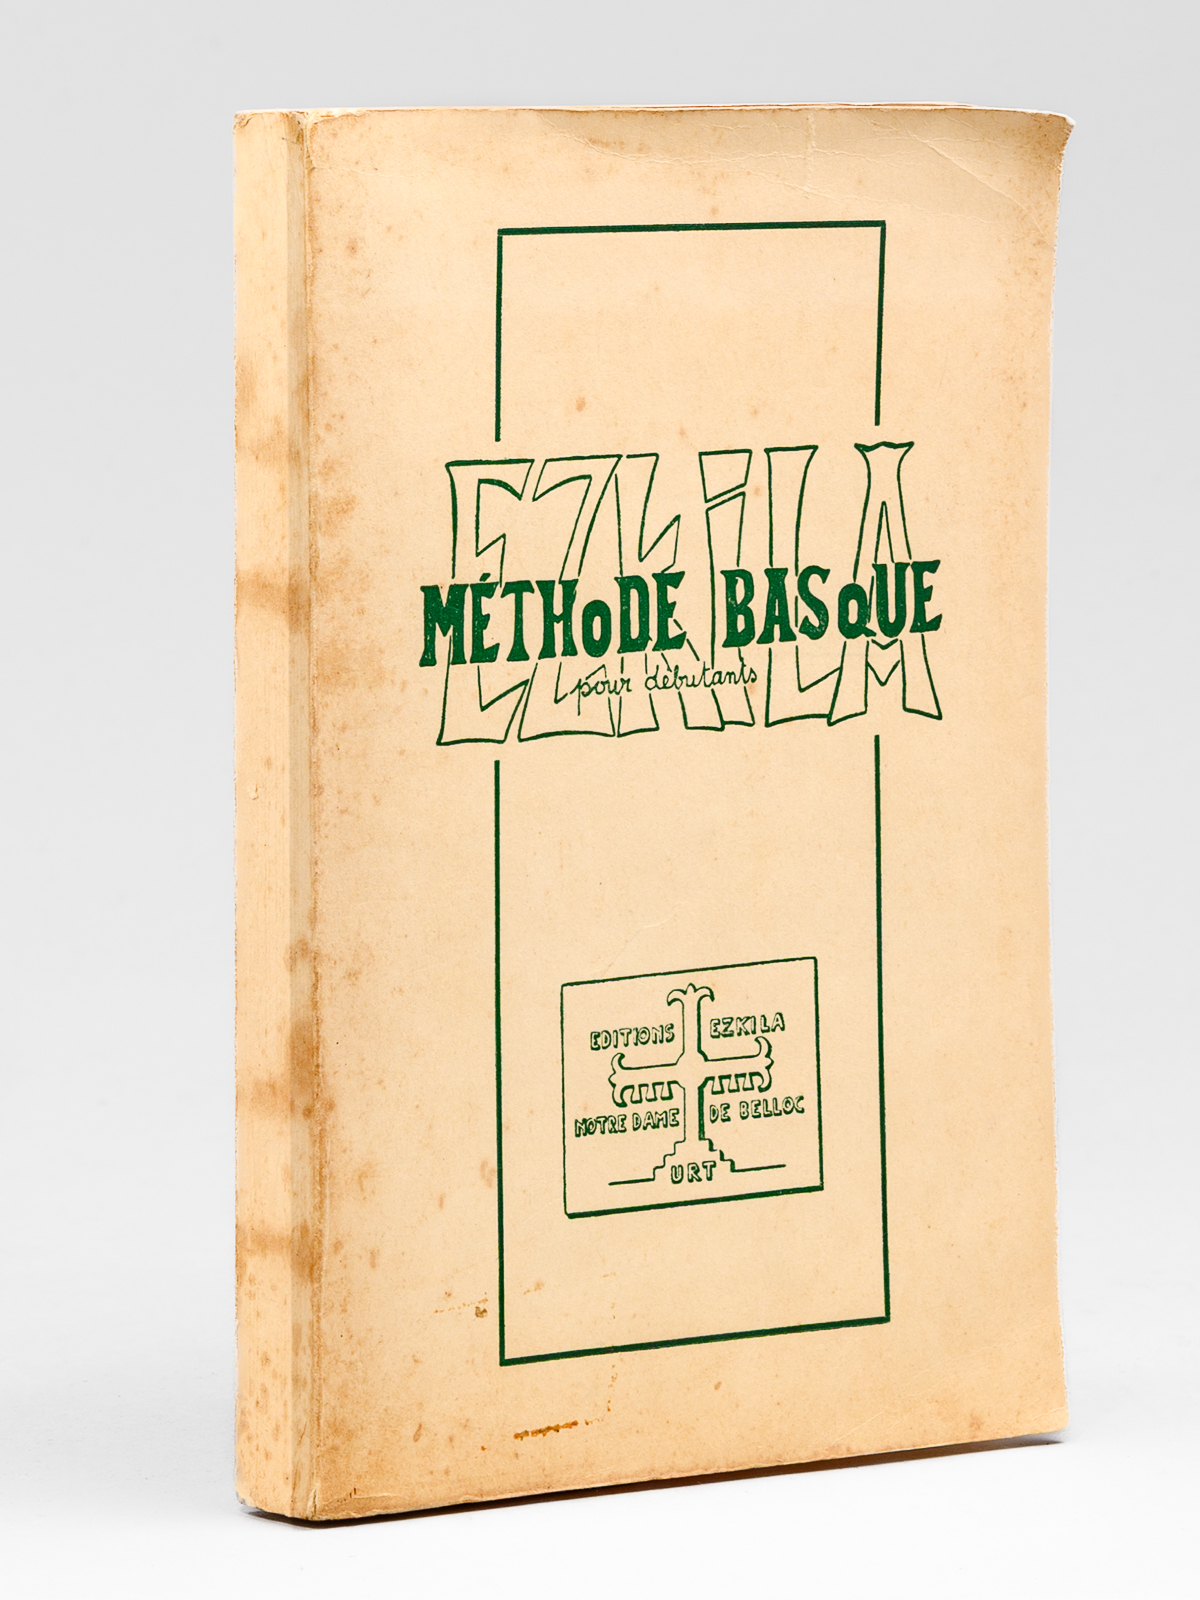 EZKILA
MÉTHODE BASQUE
pour débutants
EDITIONS EZKILA
NOTRE DAME DE BELLOC
URT